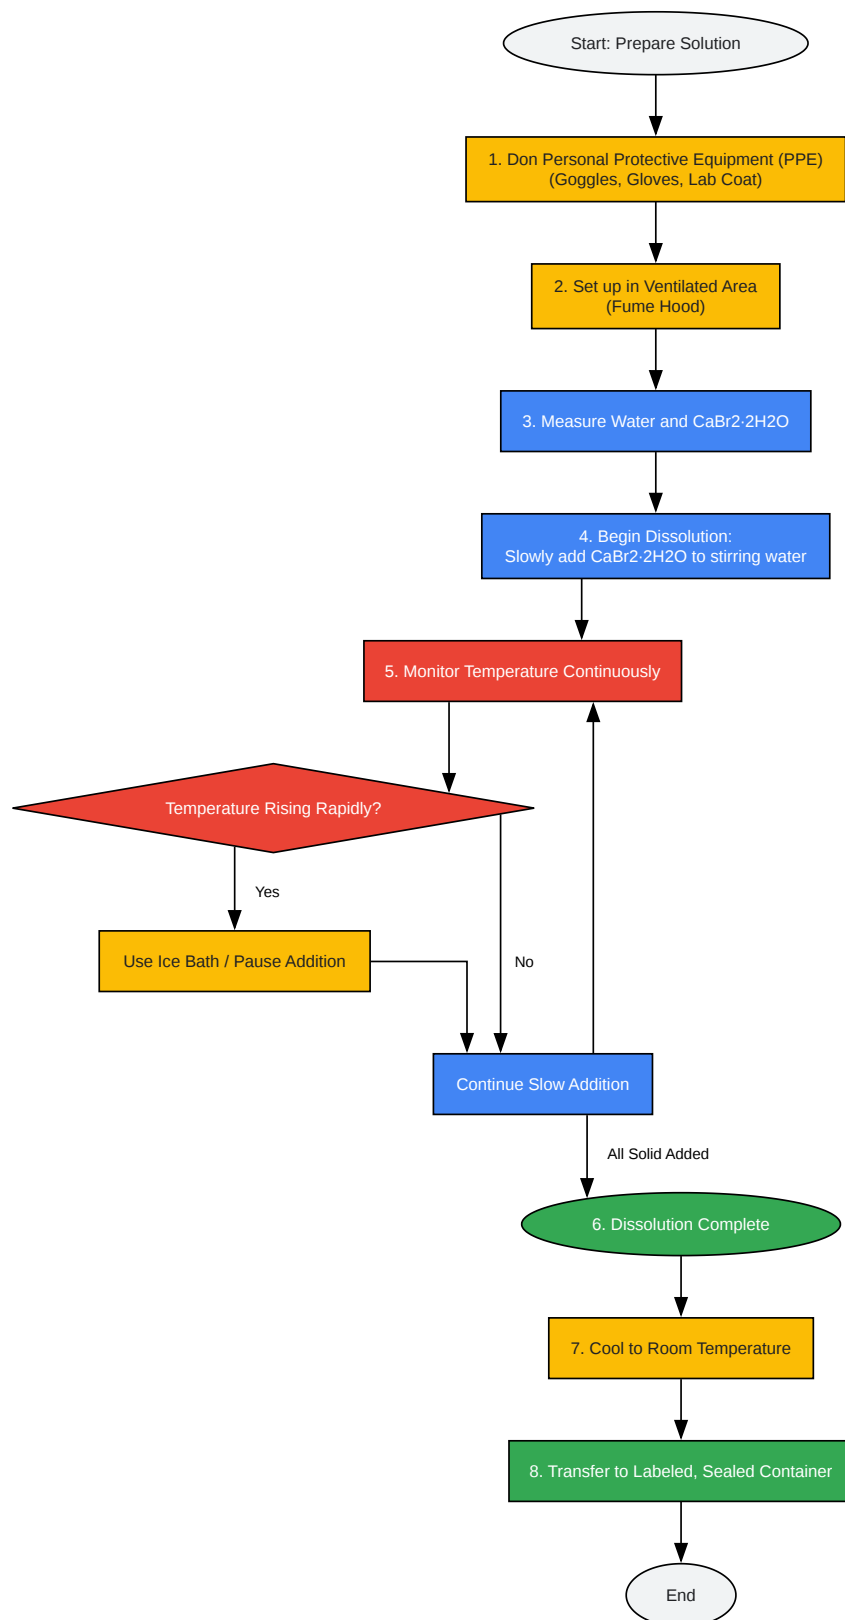 Start: Prepare Solution
1. Don Personal Protective Equipment (PPE)
(Goggles, Gloves, Lab Coat)
2. Set up in Ventilated Area
(Fume Hood)
3. Measure Water and CaBr2·2H2O
4. Begin Dissolution:
Slowly add CaBr2·2H2O to stirring water
5. Monitor Temperature Continuously
Temperature Rising Rapidly?
Yes
Use Ice Bath / Pause Addition
No
Continue Slow Addition
All Solid Added
6. Dissolution Complete
7. Cool to Room Temperature
8. Transfer to Labeled, Sealed Container
End